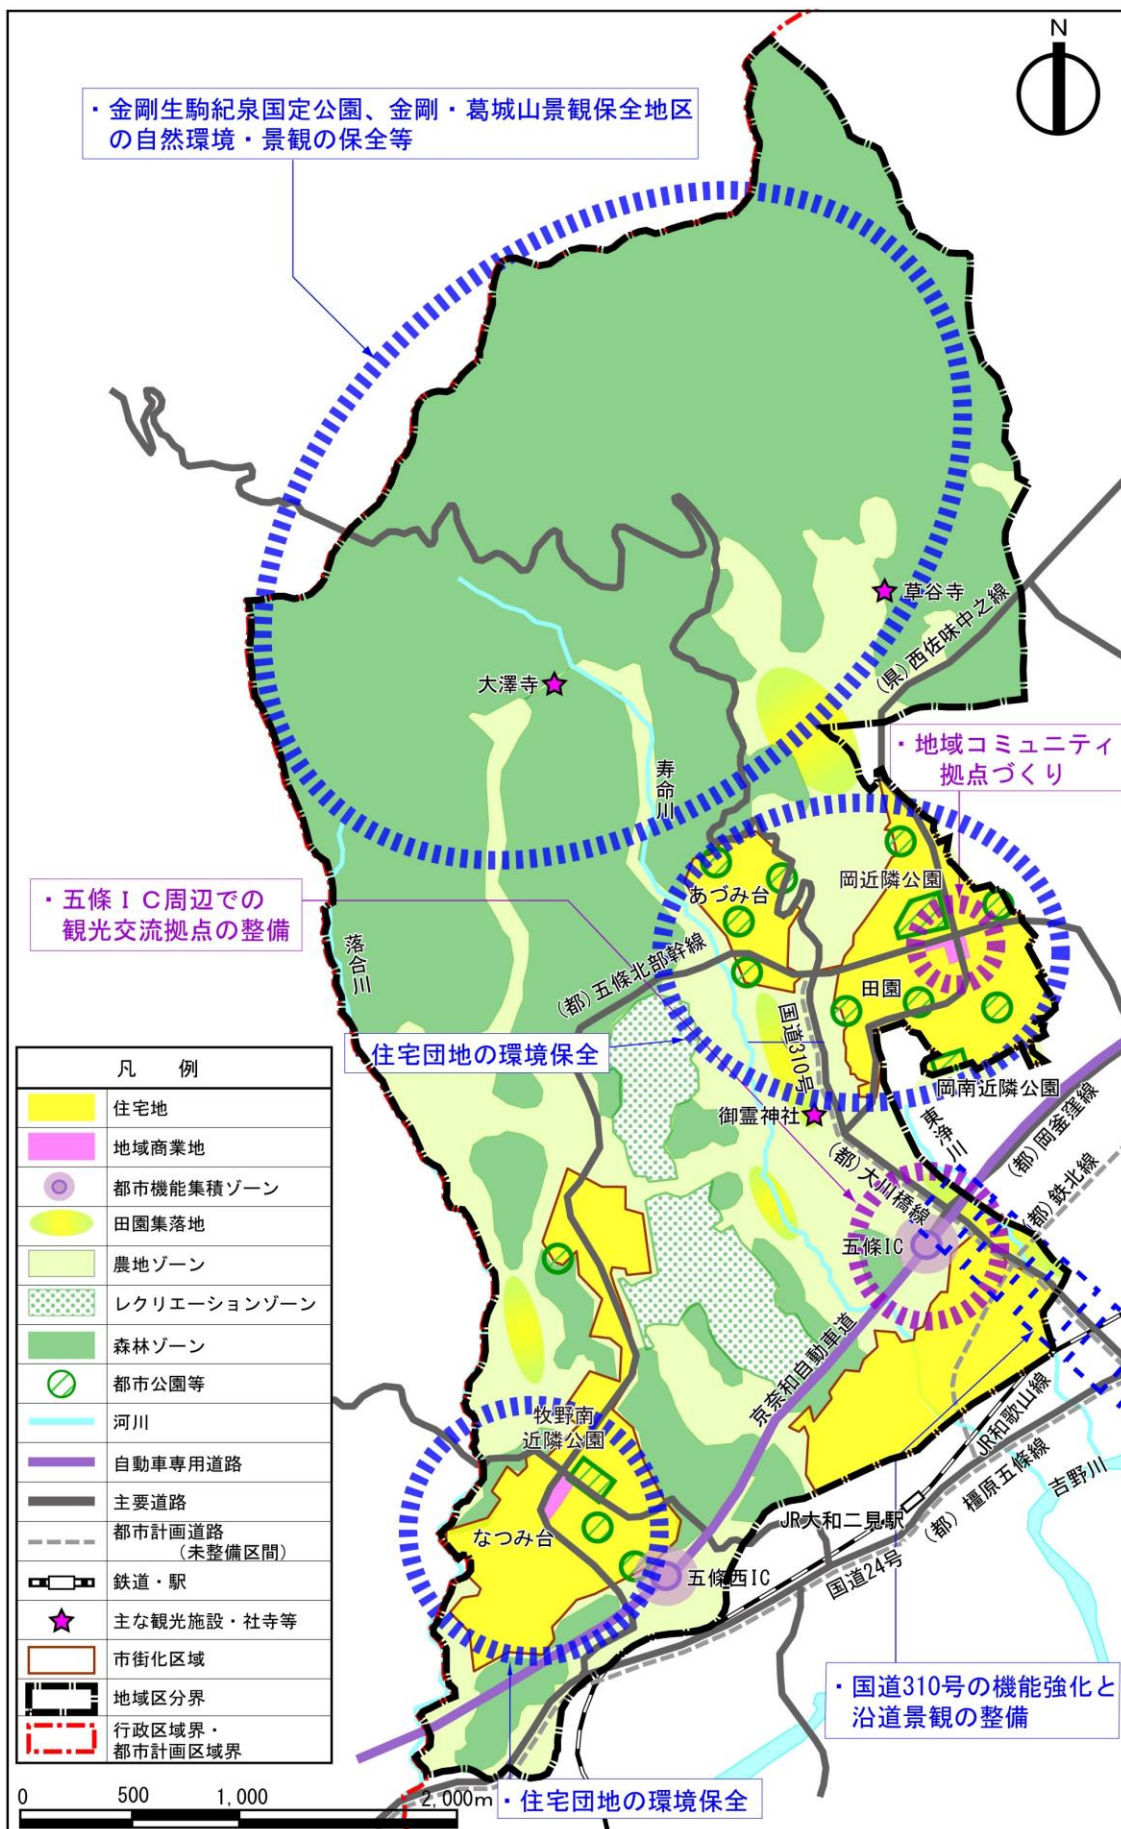 N
・金剛生駒紀泉国定公園、金剛・葛城山景観保全地区
の自然環境・景観の保全等
草谷寺
(県)西佐味中之線
大澤寺
寿命川
・地域コミュニティ
拠点づくり
・五條ＩＣ周辺での
観光交流拠点の整備
落合川
あづみ台
岡近隣公園
(都)五條北部幹線
田園
国道310号
・住宅団地の環境保全
岡南近隣公園
御霊神社
東浄川
(都)岡釜窪線
(都)大川橋線
(都)鉄北線
五條IC
京奈和自動車道
牧野南
近隣公園
なつみ台
JR和歌山線
(都)橿原五條線
吉野川
JR大和二見駅
国道24号
五條西IC
・国道310号の機能強化と
沿道景観の整備
・住宅団地の環境保全
凡　例
住宅地
地域商業地
都市機能集積ゾーン
田園集落地
農地ゾーン
レクリエーションゾーン
森林ゾーン
都市公園等
河川
自動車専用道路
主要道路
都市計画道路
(未整備区間)
鉄道・駅
主な観光施設・社寺等
市街化区域
地域区分界
行政区域界・
都市計画区域界
0 500 1,000 2,000m